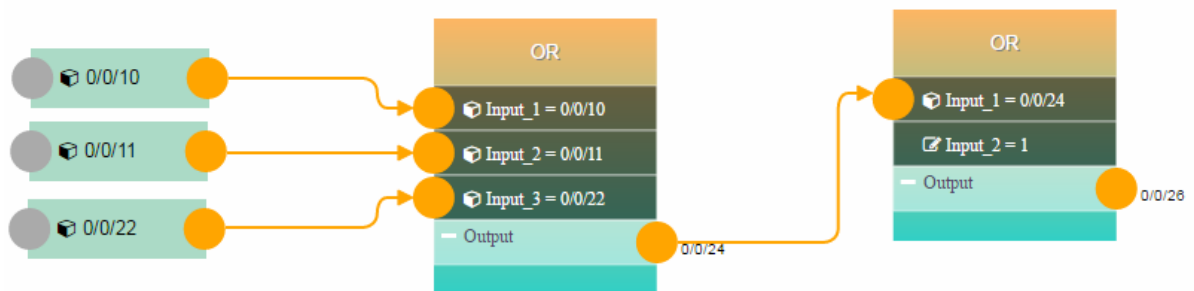 0/0/10
0/0/11
0/0/22
OR
Input_1 = 0/0/10
Input_2 = 0/0/11
Input_3 = 0/0/22
Output
0/0/24
OR
Input_1 = 0/0/24
Input_2 = 1
Output
0/0/26